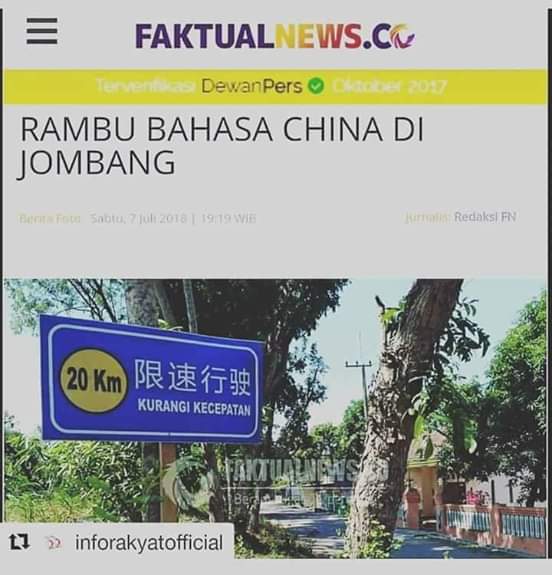 FAKTUALNEWS.CO
Terverifikasi DewanPers Oktober 2017
RAMBU BAHASA CHINA DI
JOMBANG
Berita Foto Sabtu, 7 Juli 2018 | 19:19 WIB
Jurnalis: Redaksi FN
20 Km 限速行驶
KURANGI KECEPATAN
FAKTUALNEWS.CO
inforakyatofficial